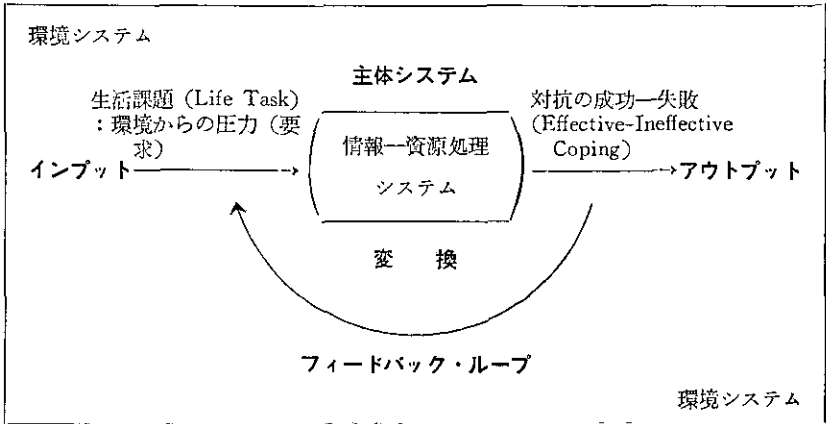 環境システム
主体システム
生活課題 (Life Task)
:環境からの圧力(要
求)
対抗の成功―失敗
(Effective-Ineffective
Coping)
情報―資源処理
システム
インプット
アウトプット
変 換
フィードバック・ループ
環境システム